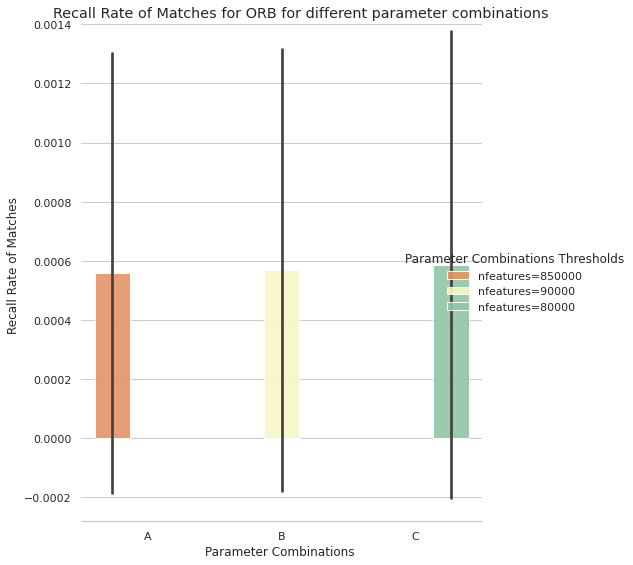 Recall Rate of Matches for ORB for different parameter combinations
0.0014
0.0012
0.0010
0.0008
0.0006
0.0004
0.0002
0.0000
−0.0002
Recall Rate of Matches
A B C
Parameter Combinations
Parameter Combinations Thresholds
nfeatures=850000
nfeatures=90000
nfeatures=80000